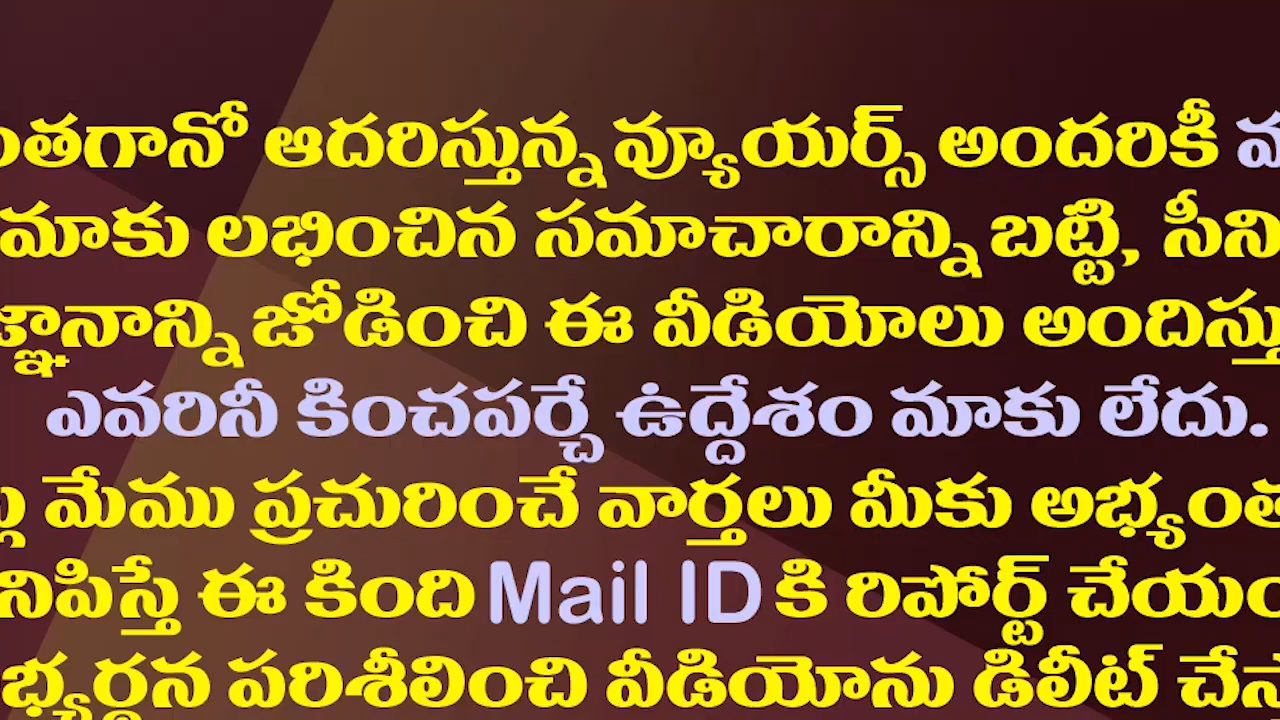 ంతగానో ఆదరిస్తున్న వ్యూయర్స్ అందరికీ
మాకు లభించిన సమాచారాన్ని బట్టి, సీని
జ్ఞానాన్ని జోడించి ఈ వీడియోలు అందిస్తు
ఎవరినీ కించపర్చే ఉద్దేశం మాకు లేదు.
మేము ప్రచురించే వార్తలు మీకు అభ్యంత
నిపిస్తే ఈ కింది Mail ID కి రిపోర్ట్ చేయం
భ్యర్థన పరిశీలించి వీడియోను డిలీట్ చేస